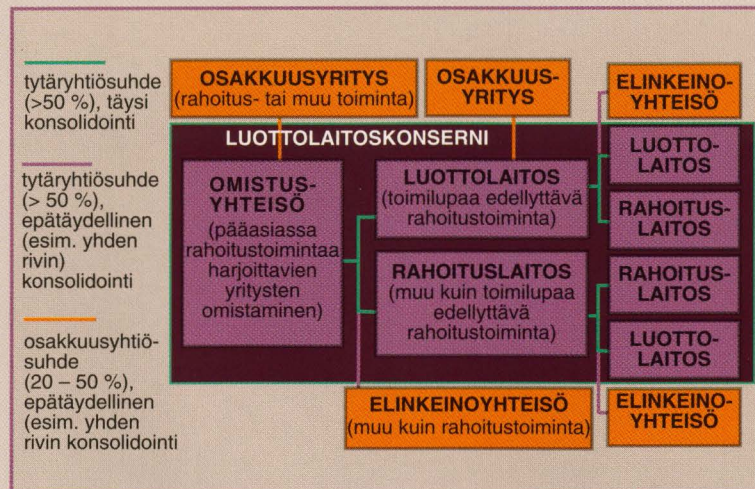 tytäryhtiösuhde
(>50 %), täysi
konsolidointi
tytäryhtiösuhde
(> 50 %),
epätäydellinen
(esim. yhden
rivin)
konsolidointi
osakkuusyhtiö-
suhde
(20 – 50 %),
epätäydellinen
(esim. yhden
rivin konsolidointi
OSAKKUUSYRITYS
(rahoitus- tai muu toiminta)
OSAKKUUS-
YRITYS
ELINKEINO-
YHTEISÖ
LUOTTOLAITOSKONSERNI
OMISTUS-
YHTEISÖ
(pääasiassa
rahoitustoimintaa
harjoittavien
yritysten
omistaminen)
LUOTTOLAITOS
(toimilupaa edellyttävä
rahoitustoiminta)
RAHOITUSLAITOS
(muu kuin toimilupaa
edellyttävä
rahoitustoiminta)
LUOTTO-
LAITOS
RAHOITUS-
LAITOS
RAHOITUS-
LAITOS
LUOTTO-
LAITOS
ELINKEINOYHTEISÖ
(muu kuin rahoitustoiminta)
ELINKEINO-
YHTEISÖ